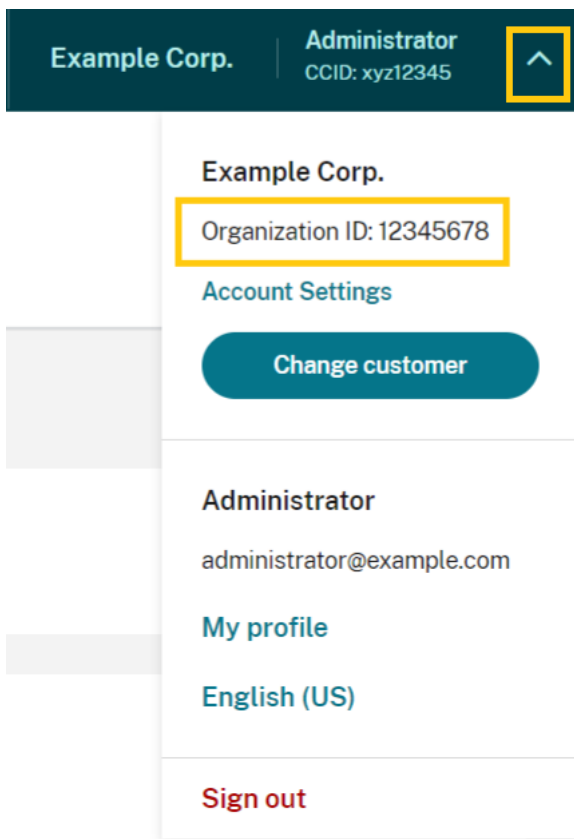 Example Corp.
Administrator
CCID: xyz12345
Example Corp.
Organization ID: 12345678
Account Settings
Change customer
Administrator
administrator@example.com
My profile
English (US)
Sign out